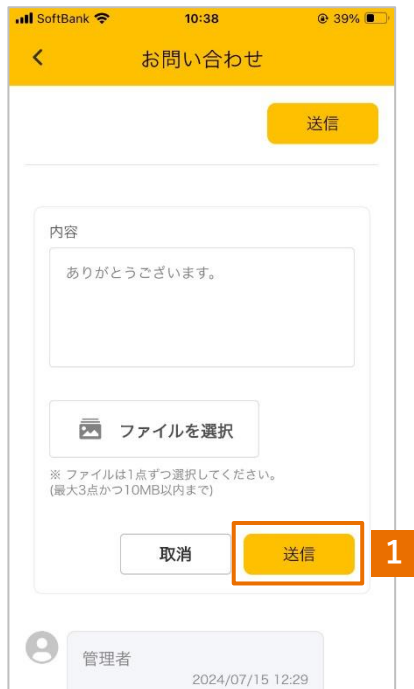 SoftBank 10:38 39%
お問い合わせ
送信
内容
ありがとうございます。
ファイルを選択
※ ファイルは1点ずつ選択してください。
(最大3点かつ10MB以内まで)
取消 送信 1
管理者
2024/07/15 12:29